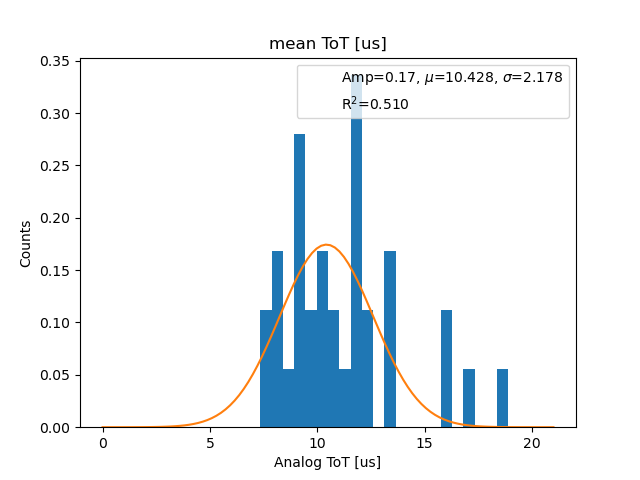 mean ToT [us]
Amp=0.17, μ=10.428, σ=2.178
R²=0.510
0.35
0.30
0.25
0.20
0.15
0.10
0.05
0.00
Counts
0 5 10 15 20
Analog ToT [us]